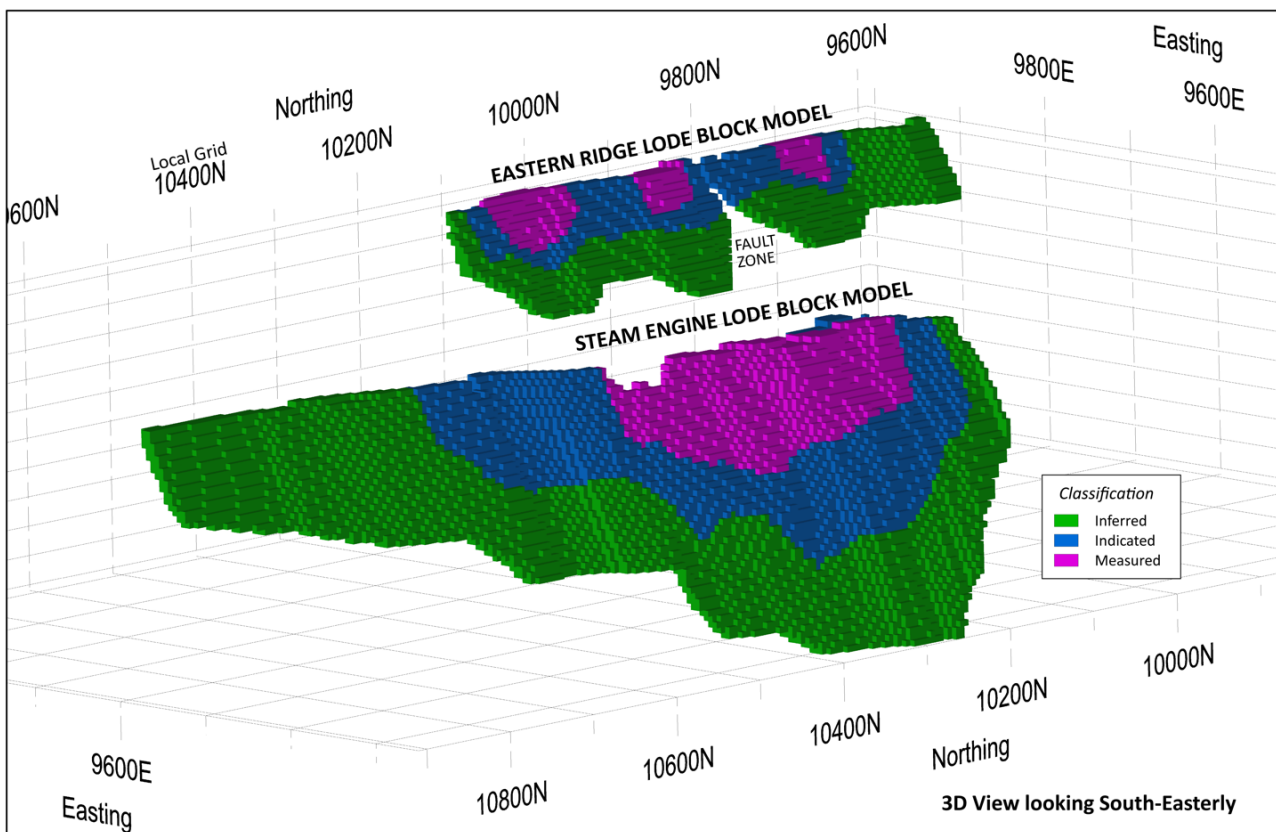 Easting
9600N
9800E
9600E
9800N
Northing
10000N
10200N
Local Grid
10400N
9600N
EASTERN RIDGE LODE BLOCK MODEL
FAULT
ZONE
STEAM ENGINE LODE BLOCK MODEL
Classification
Inferred
Indicated
Measured
10000N
10200N
10400N
10600N
10800N
Northing
9600E
Easting
3D View looking South-Easterly